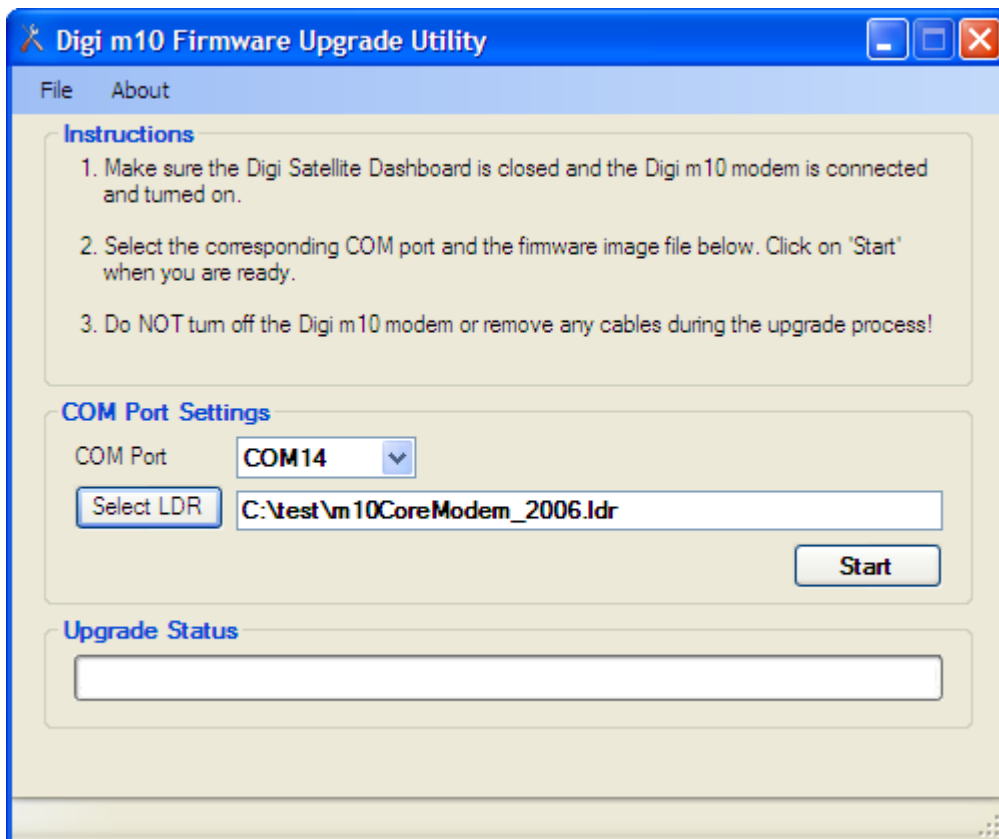 Digi m10 Firmware Upgrade Utility
File About
Instructions
1. Make sure the Digi Satellite Dashboard is closed and the Digi m10 modem is connected
and turned on.
2. Select the corresponding COM port and the firmware image file below. Click on 'Start'
when you are ready.
3. Do NOT turn off the Digi m10 modem or remove any cables during the upgrade process!
COM Port Settings
COM Port COM14
Select LDR C:\test\m10CoreModem_2006.ldr
Start
Upgrade Status